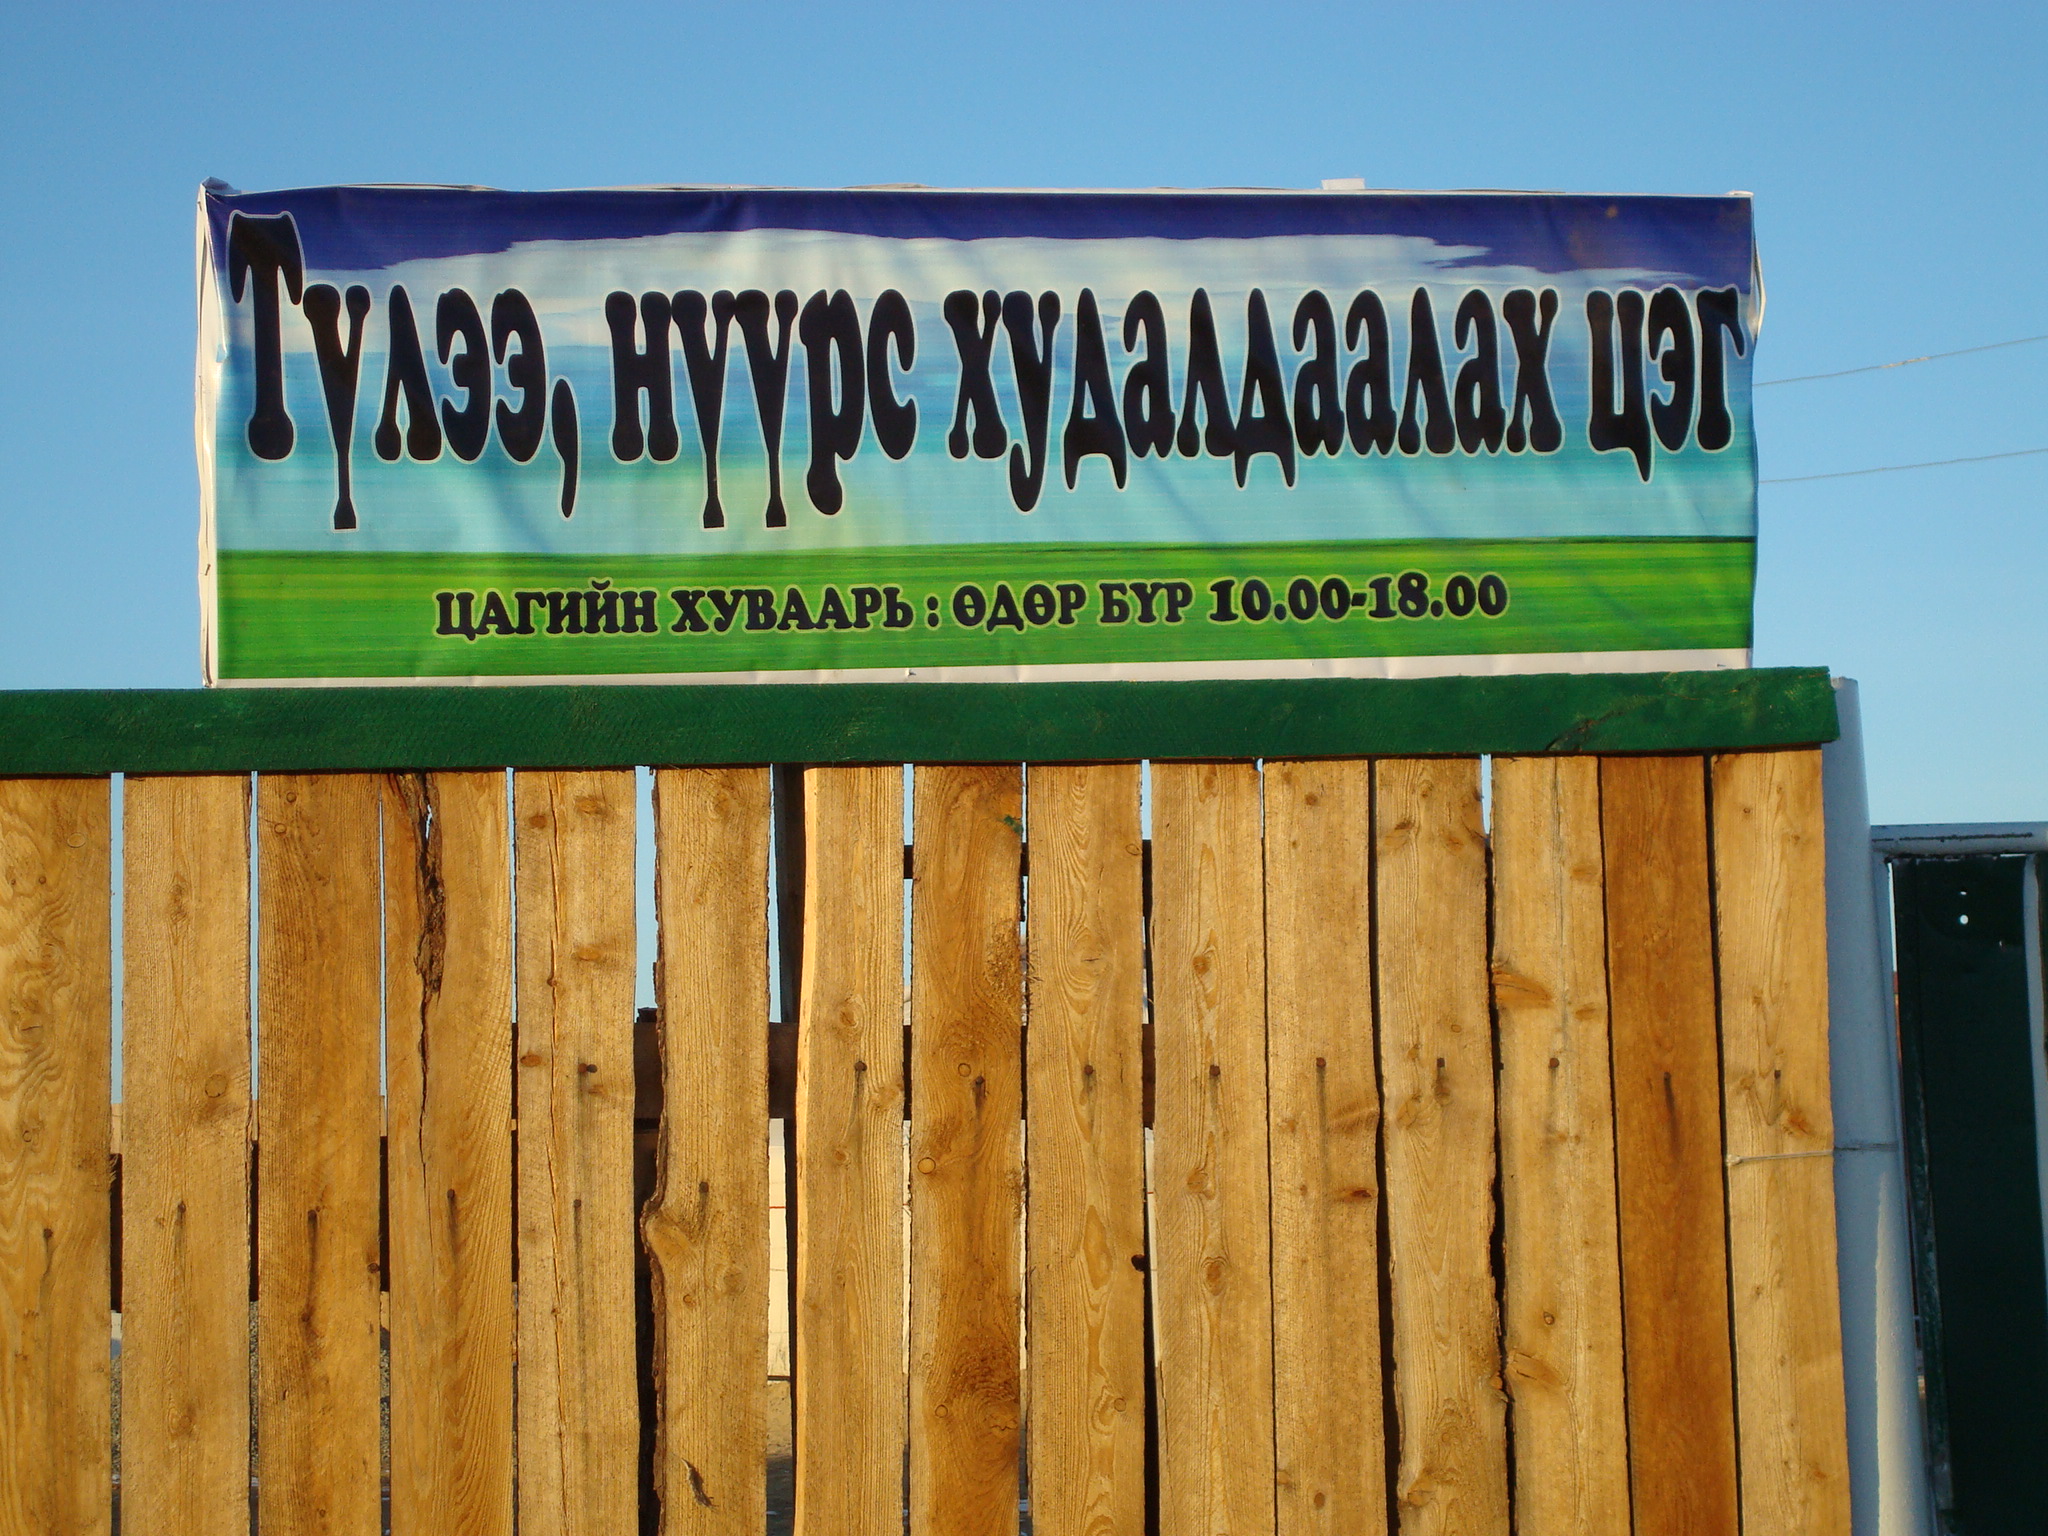 Түлээ, нүүрс худалдаалах цэг
ЦАГИЙН ХУВААРЬ : ӨДӨР БҮР 10.00-18.00